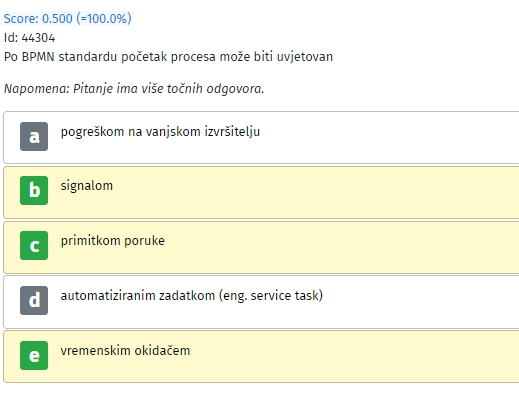 Score: 0.500 (=100.0%)
Id: 44304
Po BPMN standardu početak procesa može biti uvjetovan
Napomena: Pitanje ima više točnih odgovora.
a pogreškom na vanjskom izvršitelju
b signalom
c primitkom poruke
d automatiziranim zadatkom (eng. service task)
e vremenskim okidačem